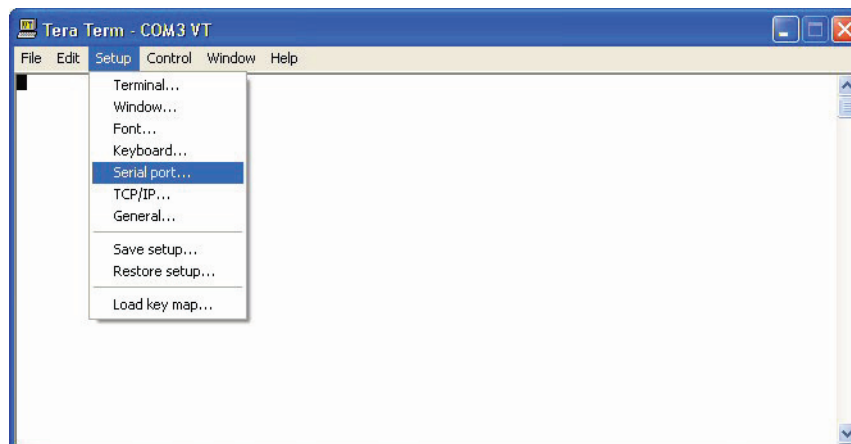 Tera Term - COM3 VT
File Edit Setup Control Window Help
Terminal...
Window...
Font...
Keyboard...
Serial port...
TCP/IP...
General...
Save setup...
Restore setup...
Load key map...